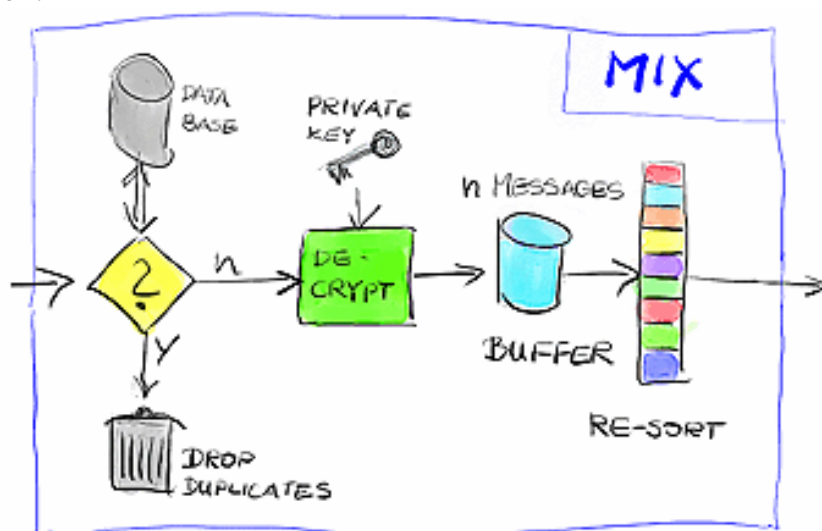 MIX
DATA
BASE
PRIVATE
KEY
n MESSAGES
?
n
DE-
CRYPT
BUFFER
Y
RE-SORT
DROP
DUPLICATES